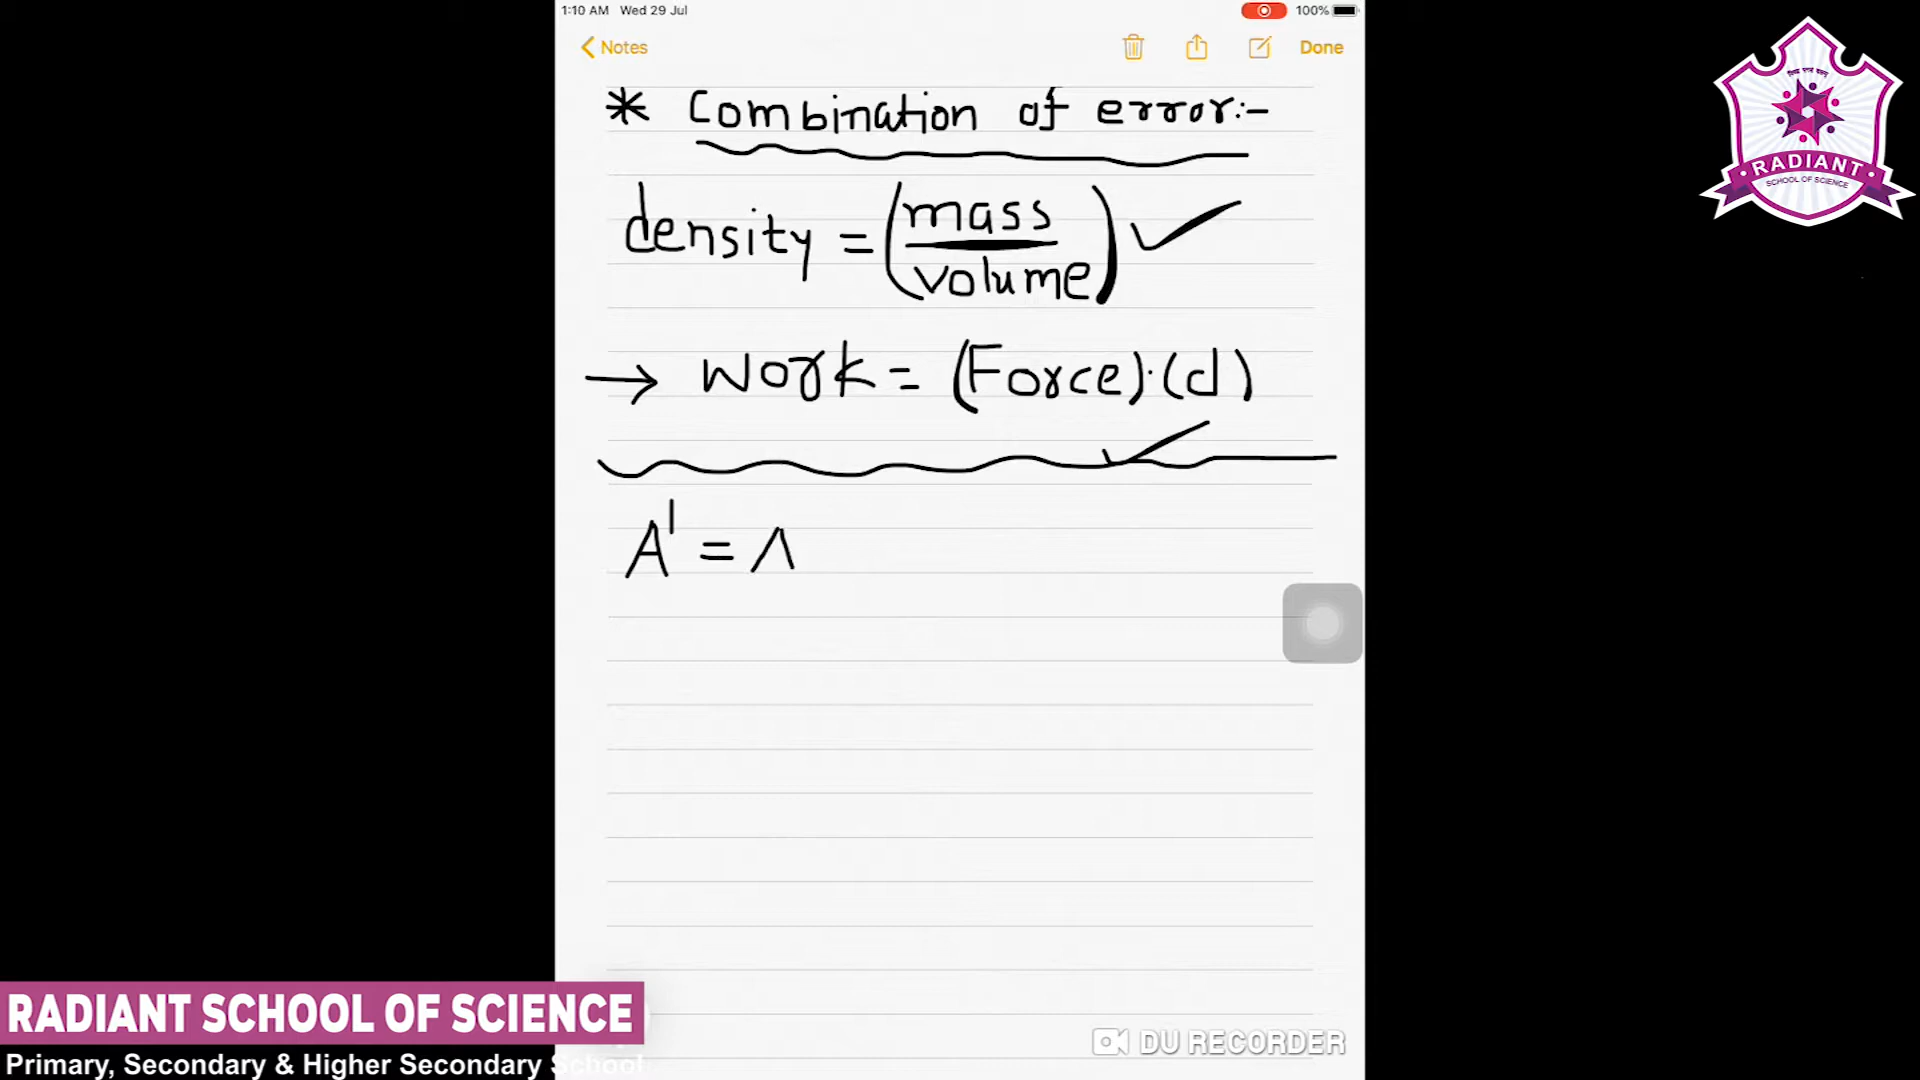 1:10 AM Wed 29 Jul
100%
Notes
Done
* Combination of error:-
density = (mass/volume) ✓
→ Work = (Force)·(d)
✓
A' = Λ
RADIANT
SCHOOL OF SCIENCE
RADIANT SCHOOL OF SCIENCE
Primary, Secondary & Higher Secondary School
DU RECORDER